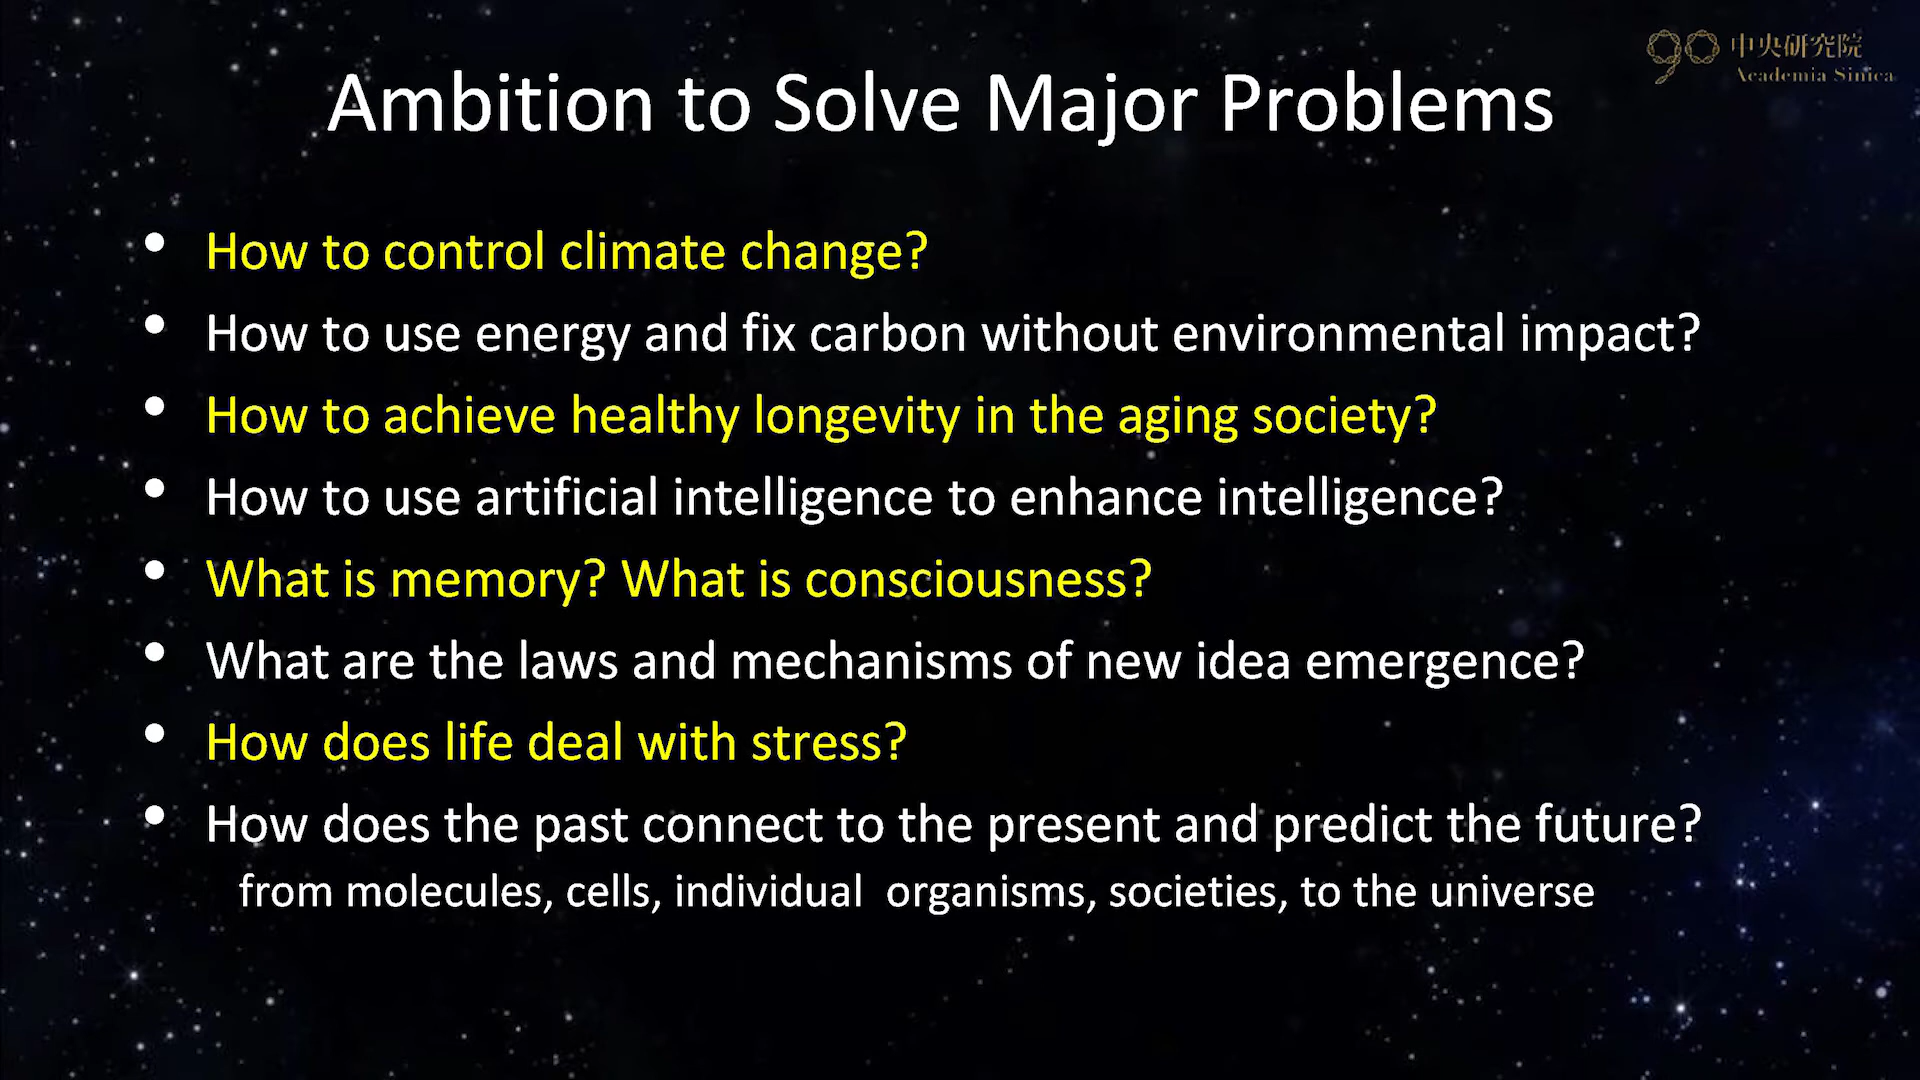 90 中央研究院
Academia Sinica
Ambition to Solve Major Problems
• How to control climate change?
• How to use energy and fix carbon without environmental impact?
• How to achieve healthy longevity in the aging society?
• How to use artificial intelligence to enhance intelligence?
• What is memory? What is consciousness?
• What are the laws and mechanisms of new idea emergence?
• How does life deal with stress?
• How does the past connect to the present and predict the future?
from molecules, cells, individual organisms, societies, to the universe